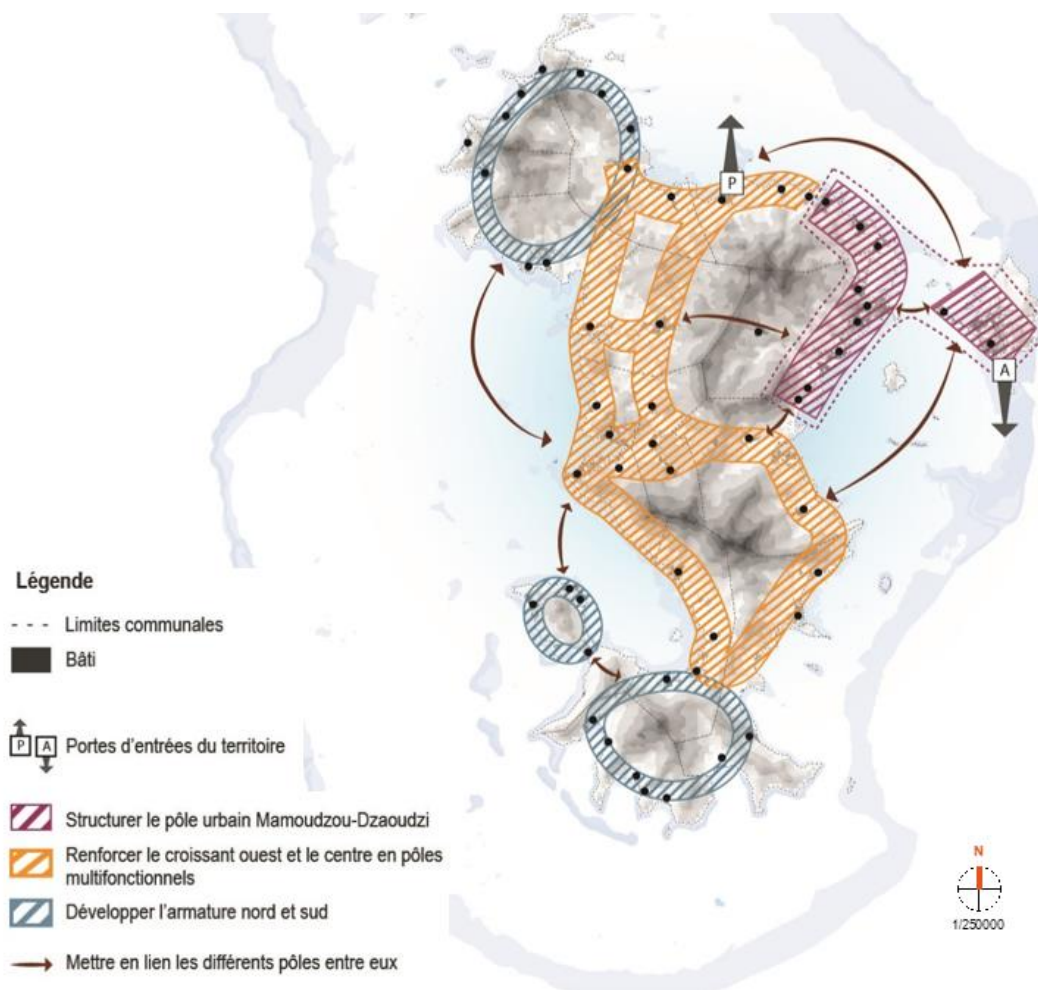 P
A
Légende
Limites communales
Bâti
P A Portes d'entrées du territoire
Structurer le pôle urbain Mamoudzou-Dzaoudzi
Renforcer le croissant ouest et le centre en pôles
multifonctionnels
Développer l'armature nord et sud
Mettre en lien les différents pôles entre eux
N
1/250000